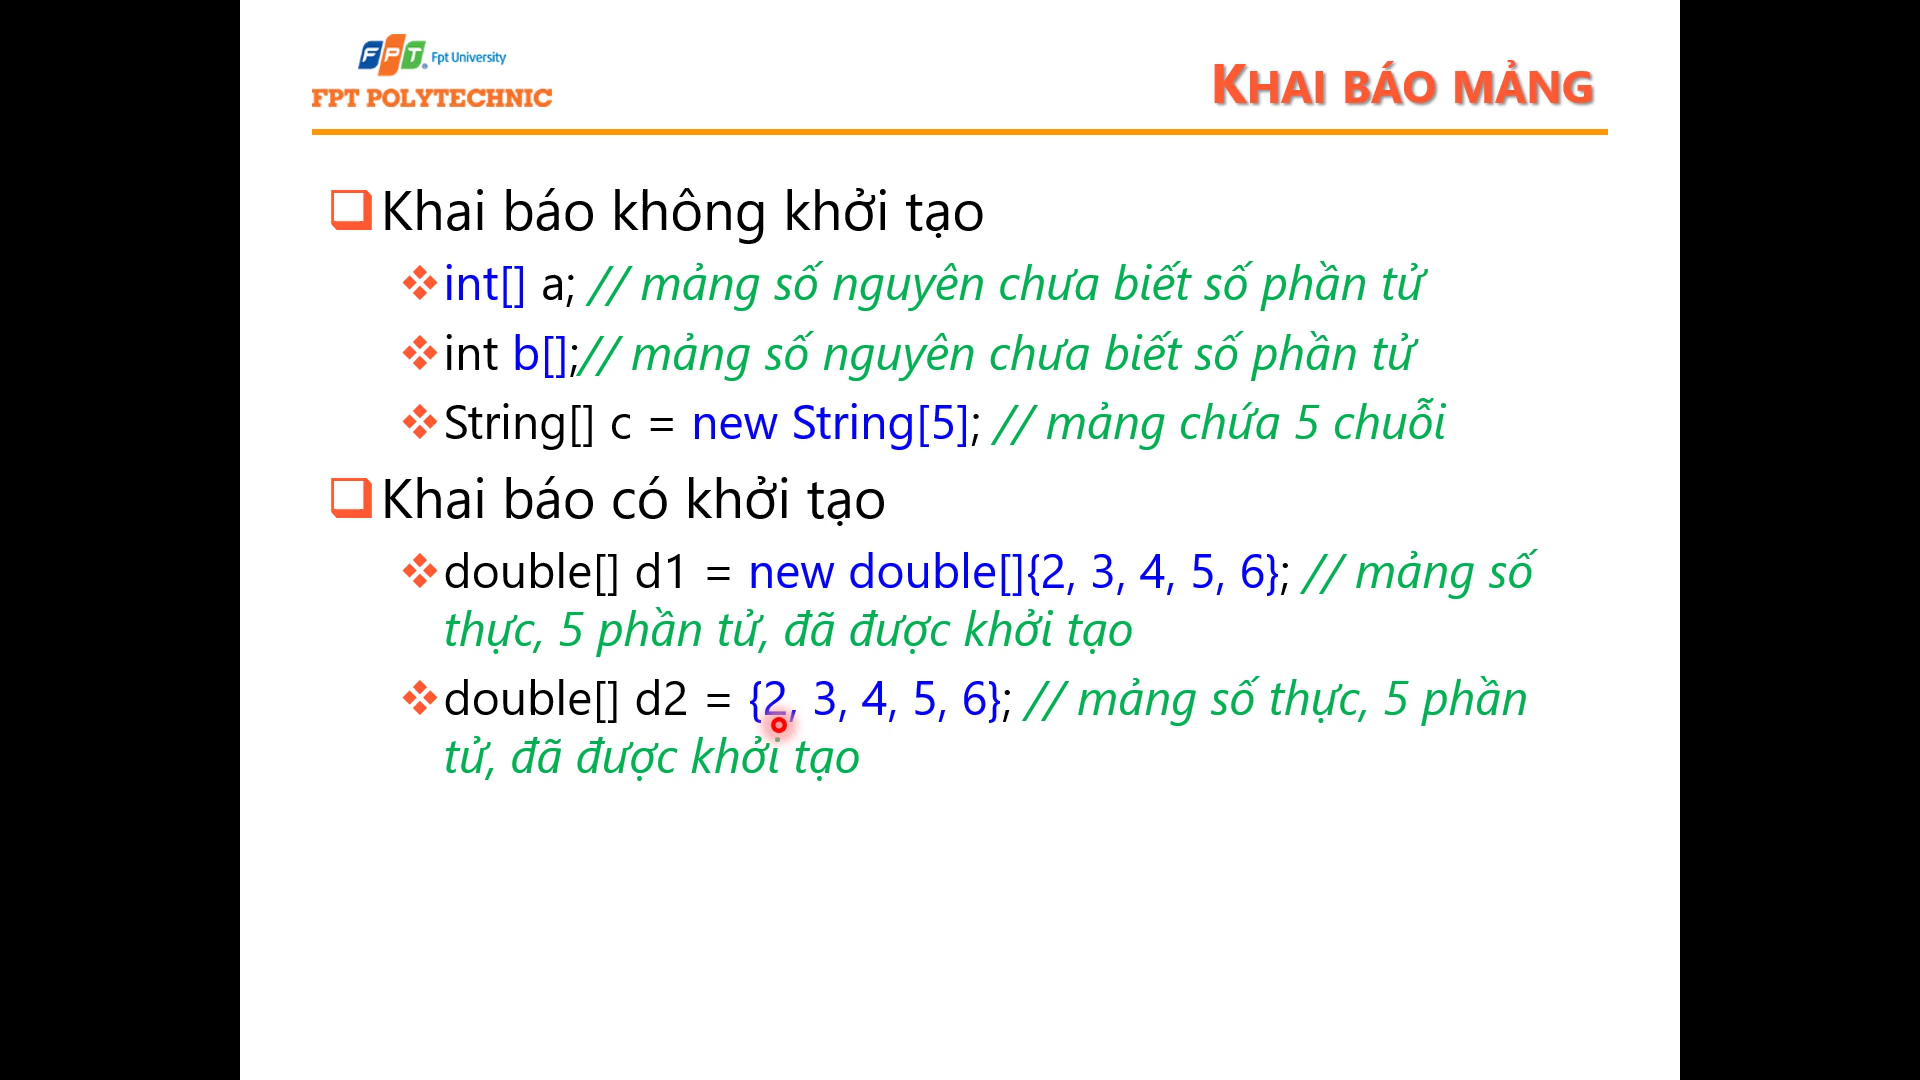 FPT Fpt University
FPT POLYTECHNIC
KHAI BÁO MẢNG
Khai báo không khởi tạo
int[] a; // mảng số nguyên chưa biết số phần tử
int b[];// mảng số nguyên chưa biết số phần tử
String[] c = new String[5]; // mảng chứa 5 chuỗi
Khai báo có khởi tạo
double[] d1 = new double[]{2, 3, 4, 5, 6}; // mảng số
thực, 5 phần tử, đã được khởi tạo
double[] d2 = {2, 3, 4, 5, 6}; // mảng số thực, 5 phần
tử, đã được khởi tạo